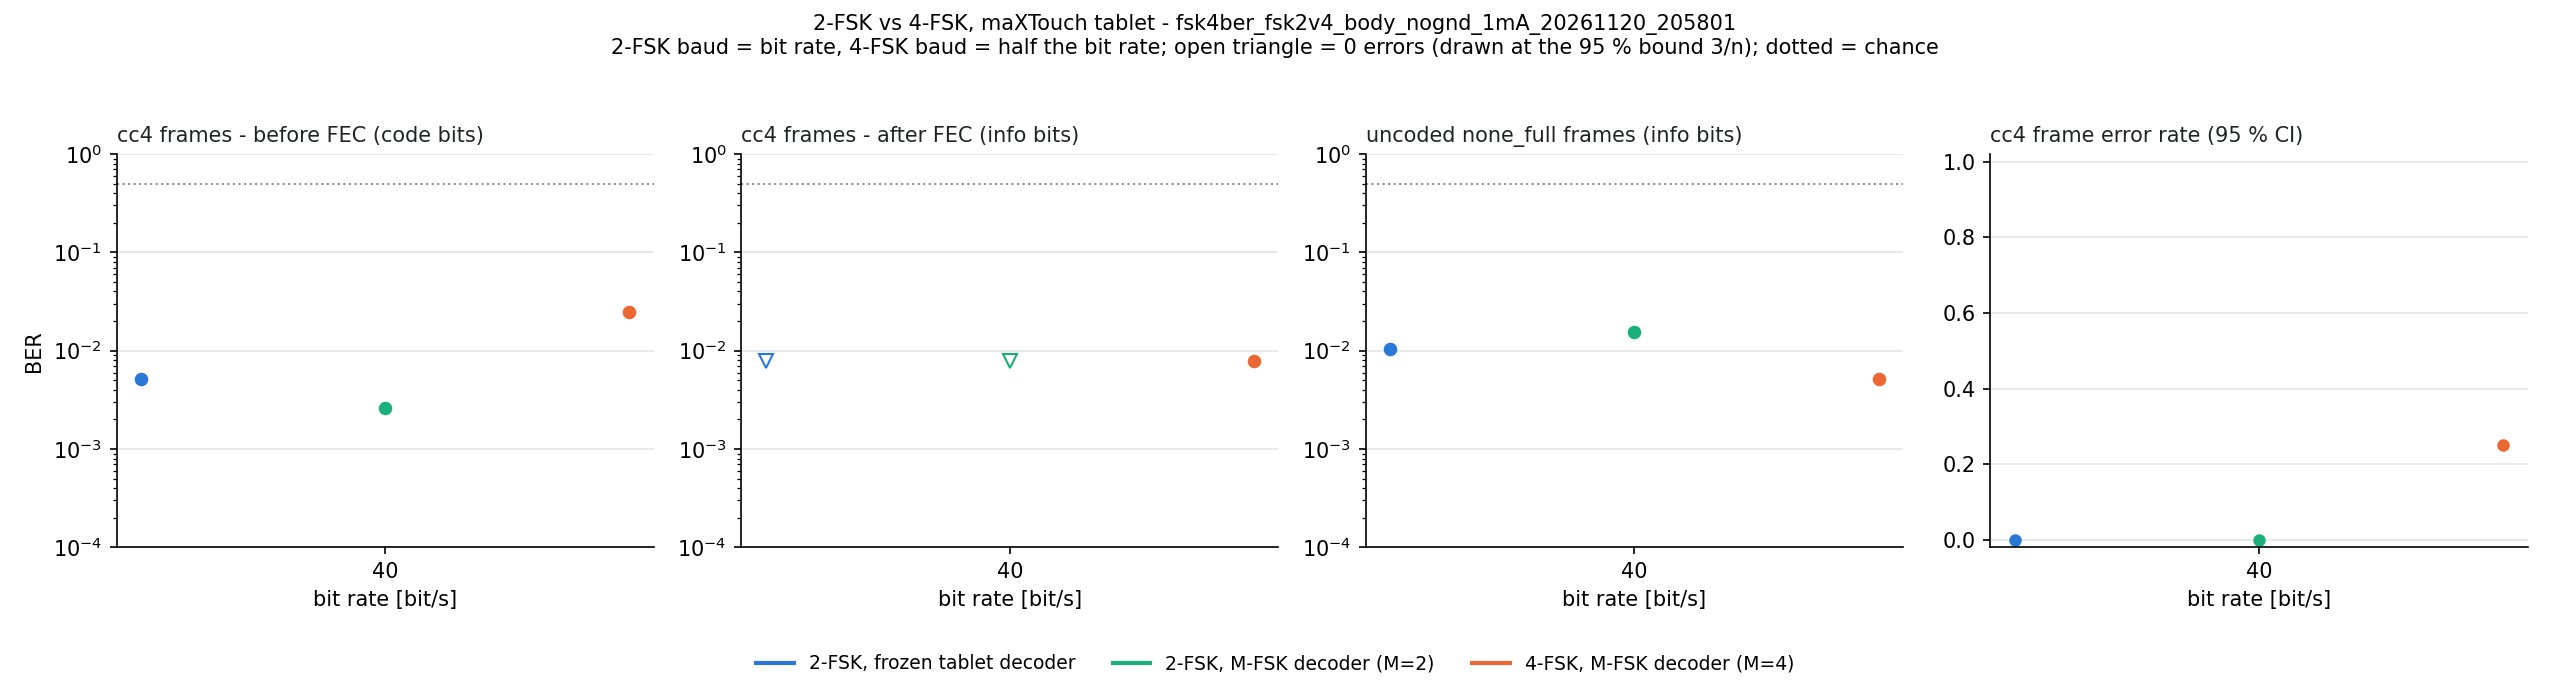 2-FSK vs 4-FSK, maXTouch tablet - fsk4ber_fsk2v4_body_nognd_1mA_20261120_205801
2-FSK baud = bit rate, 4-FSK baud = half the bit rate; open triangle = 0 errors (drawn at the 95 % bound 3/n); dotted = chance
cc4 frames - before FEC (code bits)
10⁰
10⁻¹
10⁻²
10⁻³
10⁻⁴
BER
40
bit rate [bit/s]
cc4 frames - after FEC (info bits)
10⁰
10⁻¹
10⁻²
10⁻³
10⁻⁴
40
bit rate [bit/s]
uncoded none_full frames (info bits)
10⁰
10⁻¹
10⁻²
10⁻³
10⁻⁴
40
bit rate [bit/s]
cc4 frame error rate (95 % CI)
1.0
0.8
0.6
0.4
0.2
0.0
40
bit rate [bit/s]
2-FSK, frozen tablet decoder
2-FSK, M-FSK decoder (M=2)
4-FSK, M-FSK decoder (M=4)